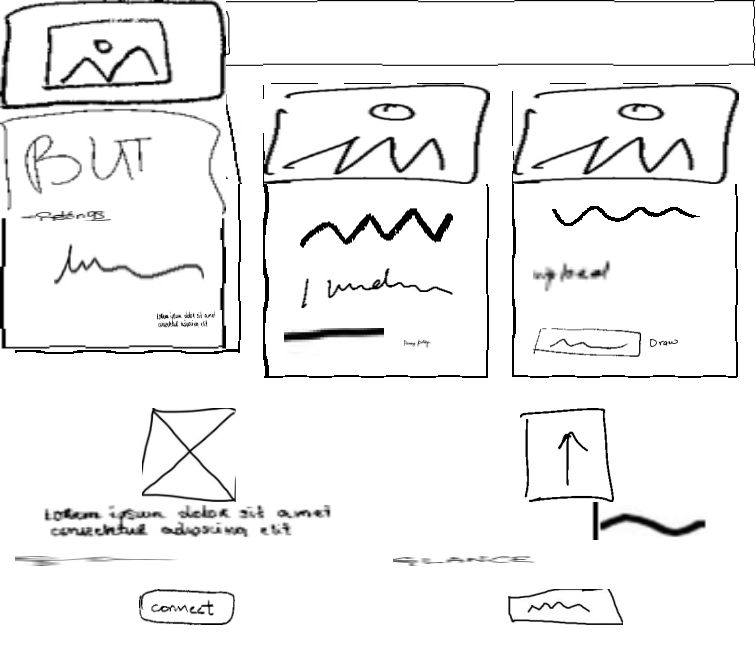 BUT
Lorem ipsum dolor sit amet
consectetur adipiscing elit
upload
Draw
Lorem ipsum dolor sit amet
consectetur adipiscing elit
GLANCE
connect